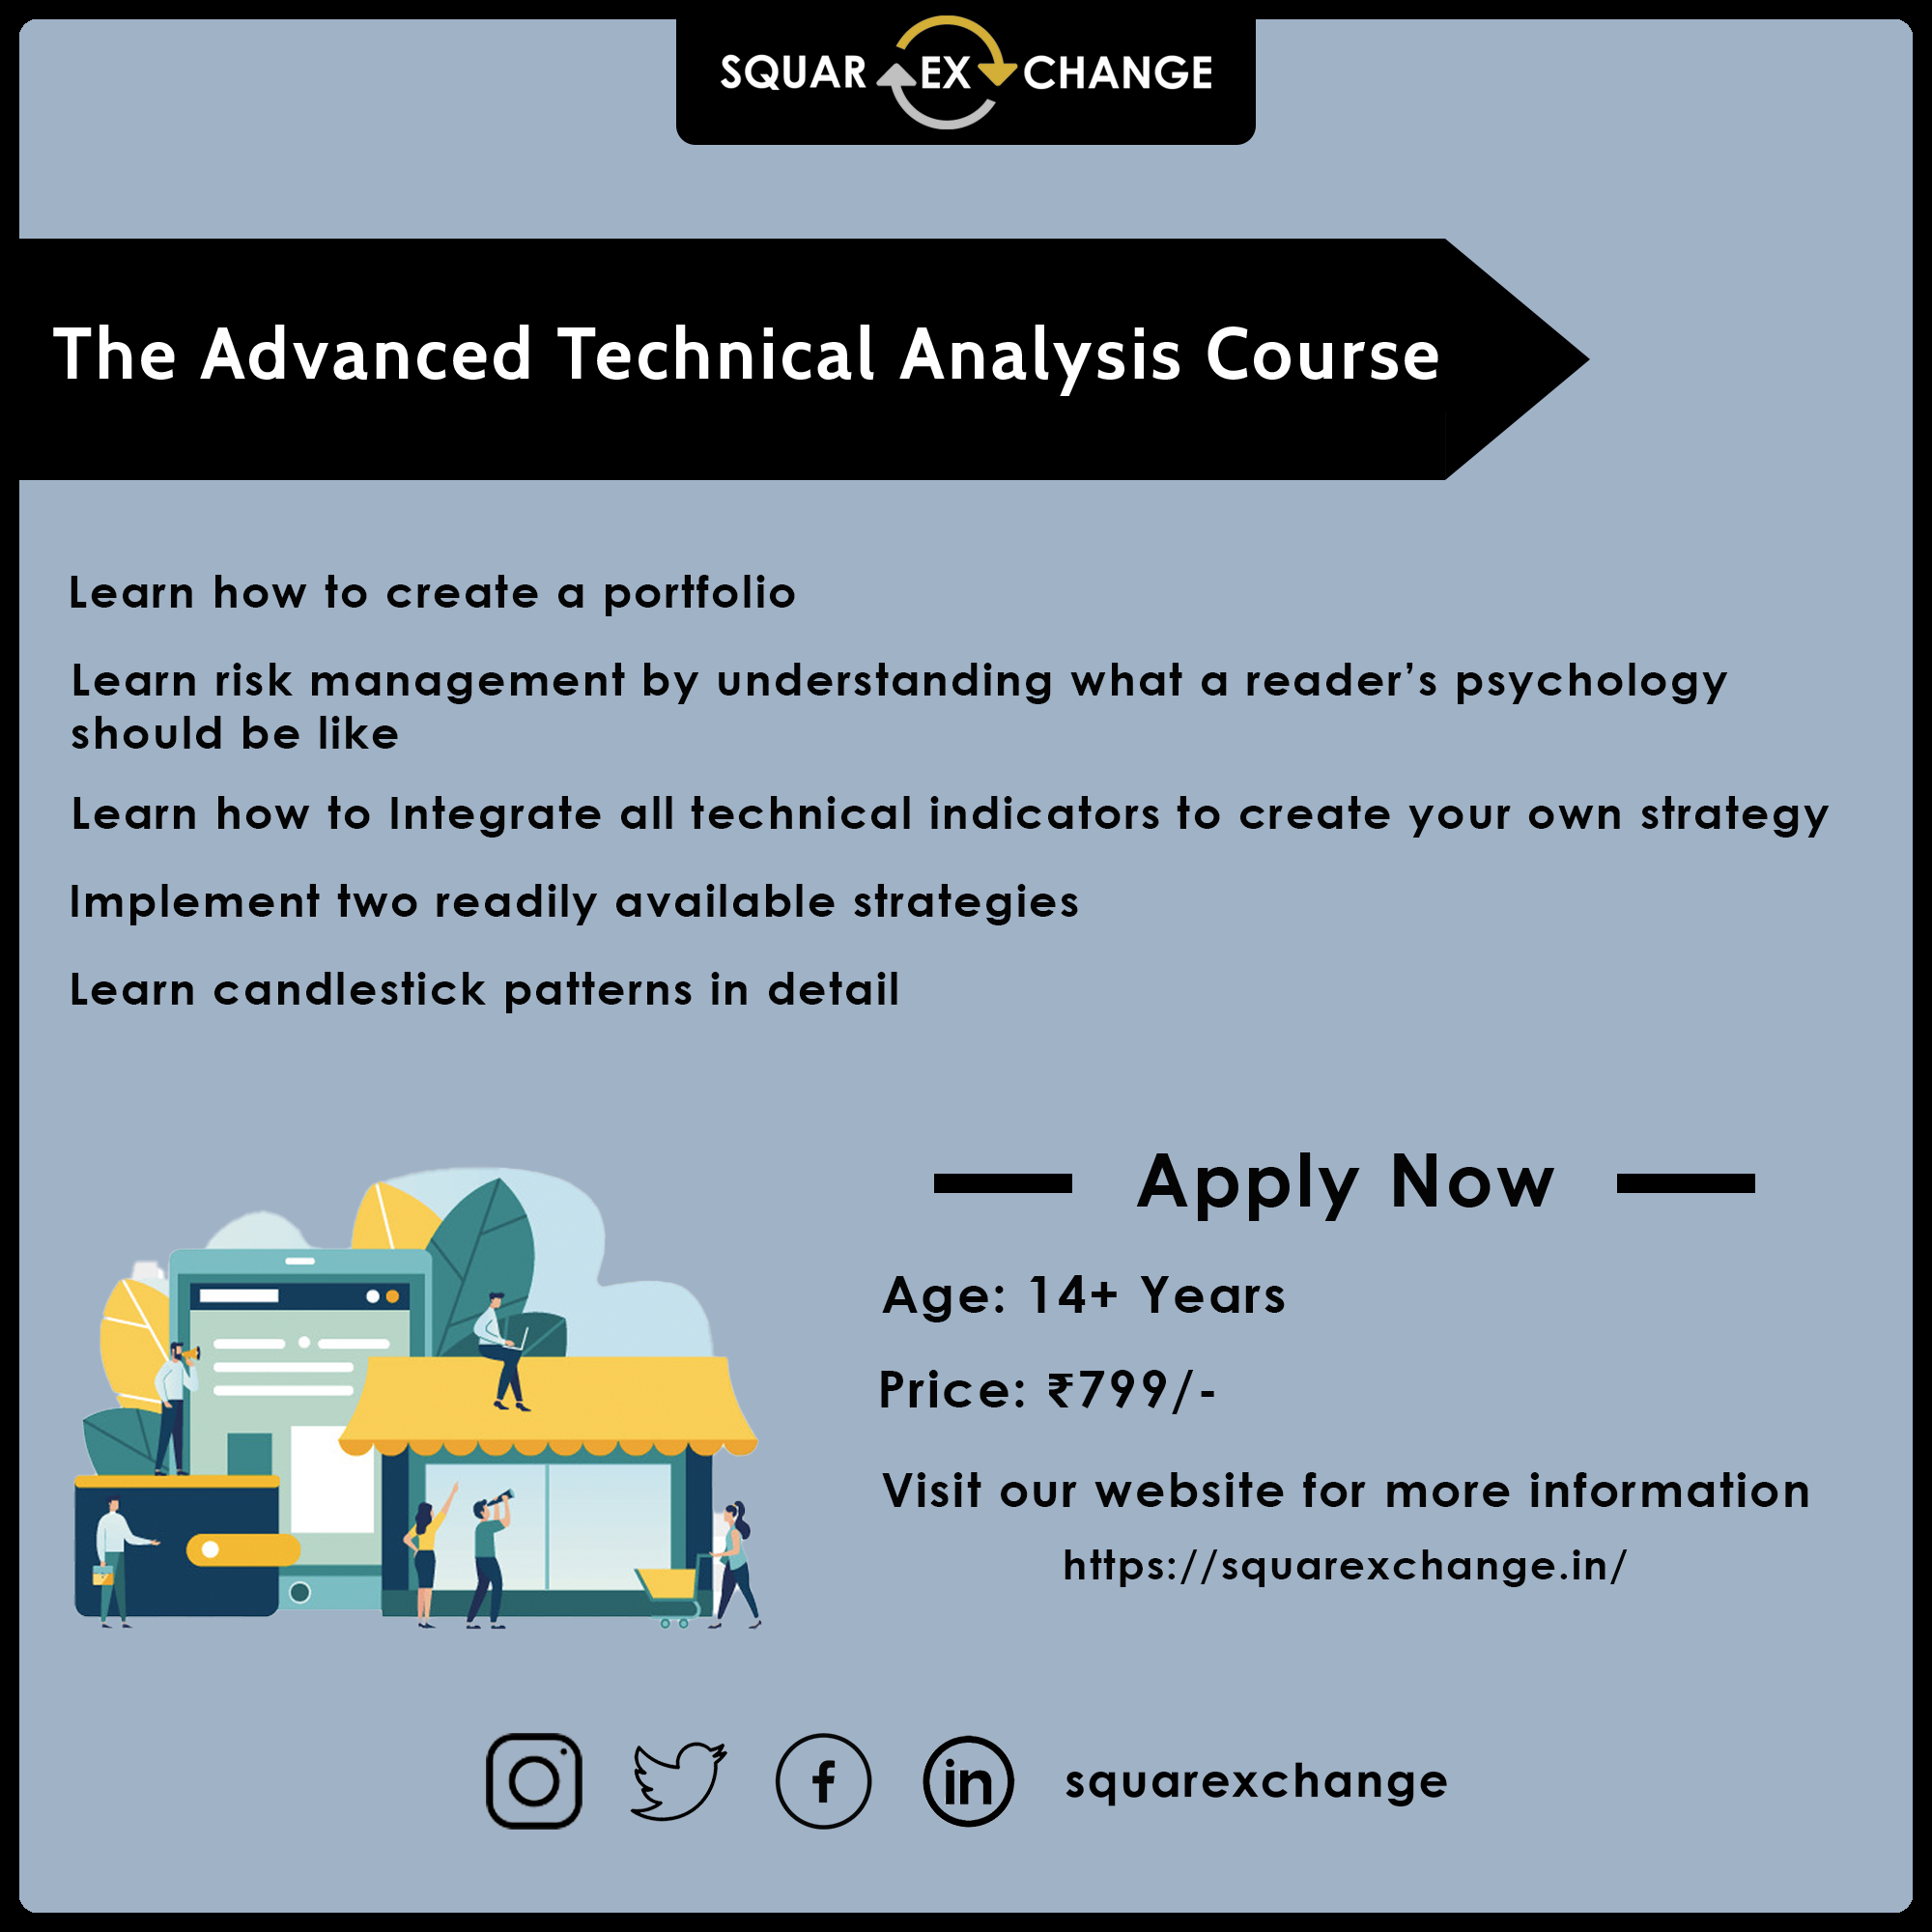 SQUAR EX CHANGE
The Advanced Technical Analysis Course
Learn how to create a portfolio
Learn risk management by understanding what a reader’s psychology
should be like
Learn how to Integrate all technical indicators to create your own strategy
Implement two readily available strategies
Learn candlestick patterns in detail
Apply Now
Age: 14+ Years
Price: ₹799/-
Visit our website for more information
https://squarexchange.in/
squarexchange